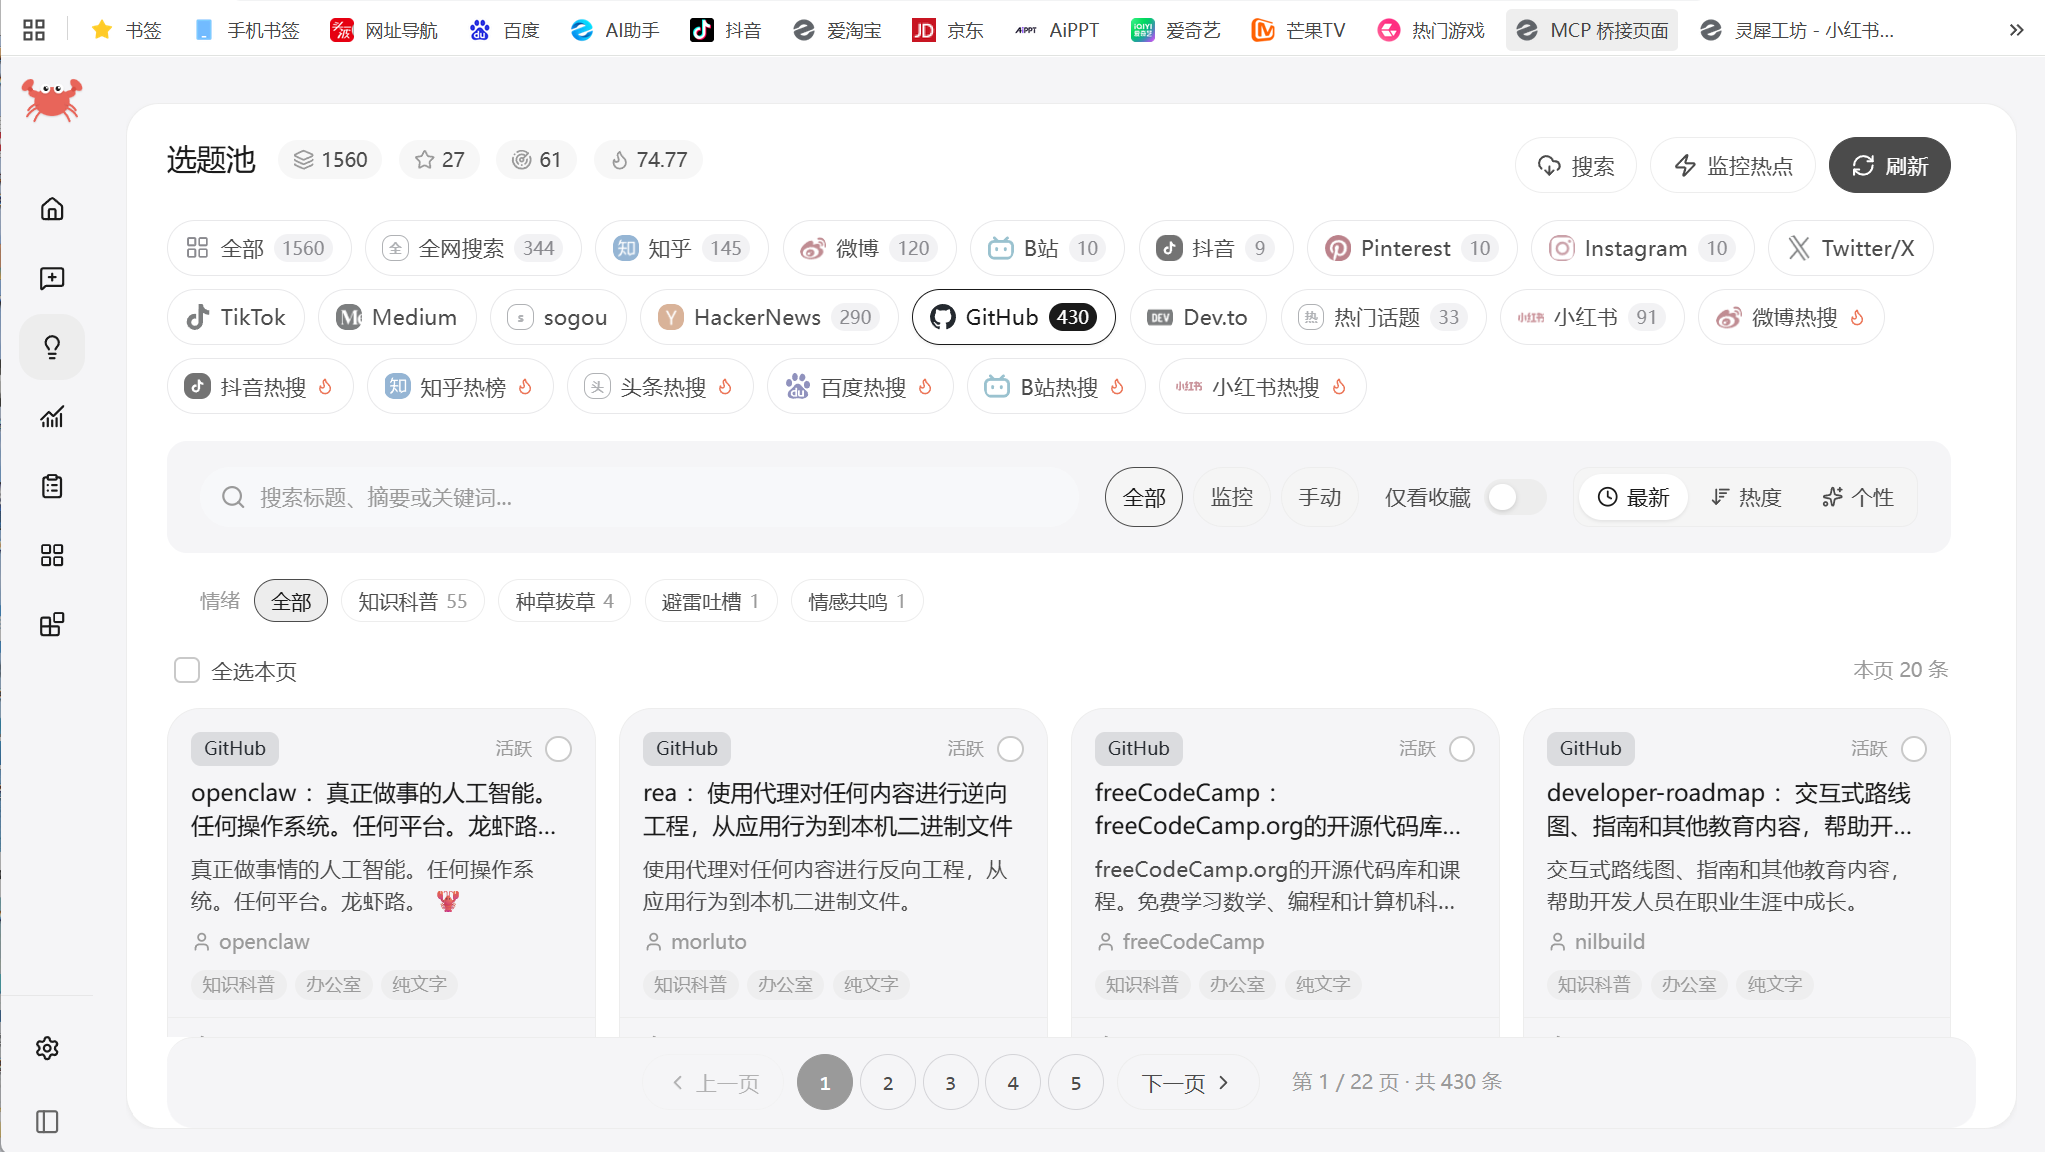 书签 手机书签 网址导航 百度 AI助手 抖音 爱淘宝 京东 AiPPT 爱奇艺 芒果TV 热门游戏 MCP 桥接页面 灵犀工坊 - 小红书...
选题池 1560 27 61 74.77 搜索 监控热点 刷新
全部 1560 全网搜索 344 知乎 145 微博 120 B站 10 抖音 9 Pinterest 10 Instagram 10 Twitter/X
TikTok Medium sogou HackerNews 290 GitHub 430 Dev.to 热门话题 33 小红书 91 微博热搜
抖音热搜 知乎热榜 头条热搜 百度热搜 B站热搜 小红书热搜
搜索标题、摘要或关键词... 全部 监控 手动 仅看收藏 最新 热度 个性
情绪 全部 知识科普 55 种草拔草 4 避雷吐槽 1 情感共鸣 1
全选本页 本页 20 条
GitHub 活跃
openclaw ： 真正做事的人工智能。
任何操作系统。任何平台。龙虾路...
真正做事情的人工智能。任何操作系
统。任何平台。龙虾路。 🦞
openclaw
知识科普 办公室 纯文字
GitHub 活跃
rea ： 使用代理对任何内容进行逆向
工程，从应用行为到本机二进制文件
使用代理对任何内容进行反向工程，从
应用行为到本机二进制文件。
morluto
知识科普 办公室 纯文字
GitHub 活跃
freeCodeCamp ：
freeCodeCamp.org的开源代码库...
freeCodeCamp.org的开源代码库和课
程。免费学习数学、编程和计算机科...
freeCodeCamp
知识科普 办公室 纯文字
GitHub 活跃
developer-roadmap ： 交互式路线
图、指南和其他教育内容，帮助开...
交互式路线图、指南和其他教育内容，
帮助开发人员在职业生涯中成长。
nilbuild
知识科普 办公室 纯文字
上一页 1 2 3 4 5 下一页 第 1 / 22 页 · 共 430 条